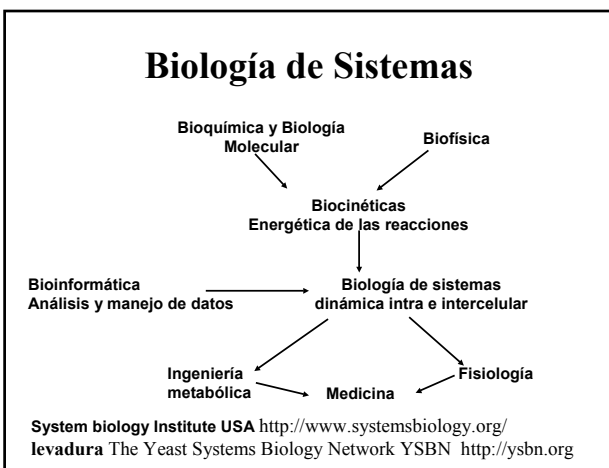 Biología de Sistemas
Bioquímica y Biología
Molecular
Biofísica
Biocinéticas
Energética de las reacciones
Bioinformática
Análisis y manejo de datos
Biología de sistemas
dinámica intra e intercelular
Ingeniería
metabólica
Medicina
Fisiología
System biology Institute USA http://www.systemsbiology.org/
levadura The Yeast Systems Biology Network YSBN http://ysbn.org